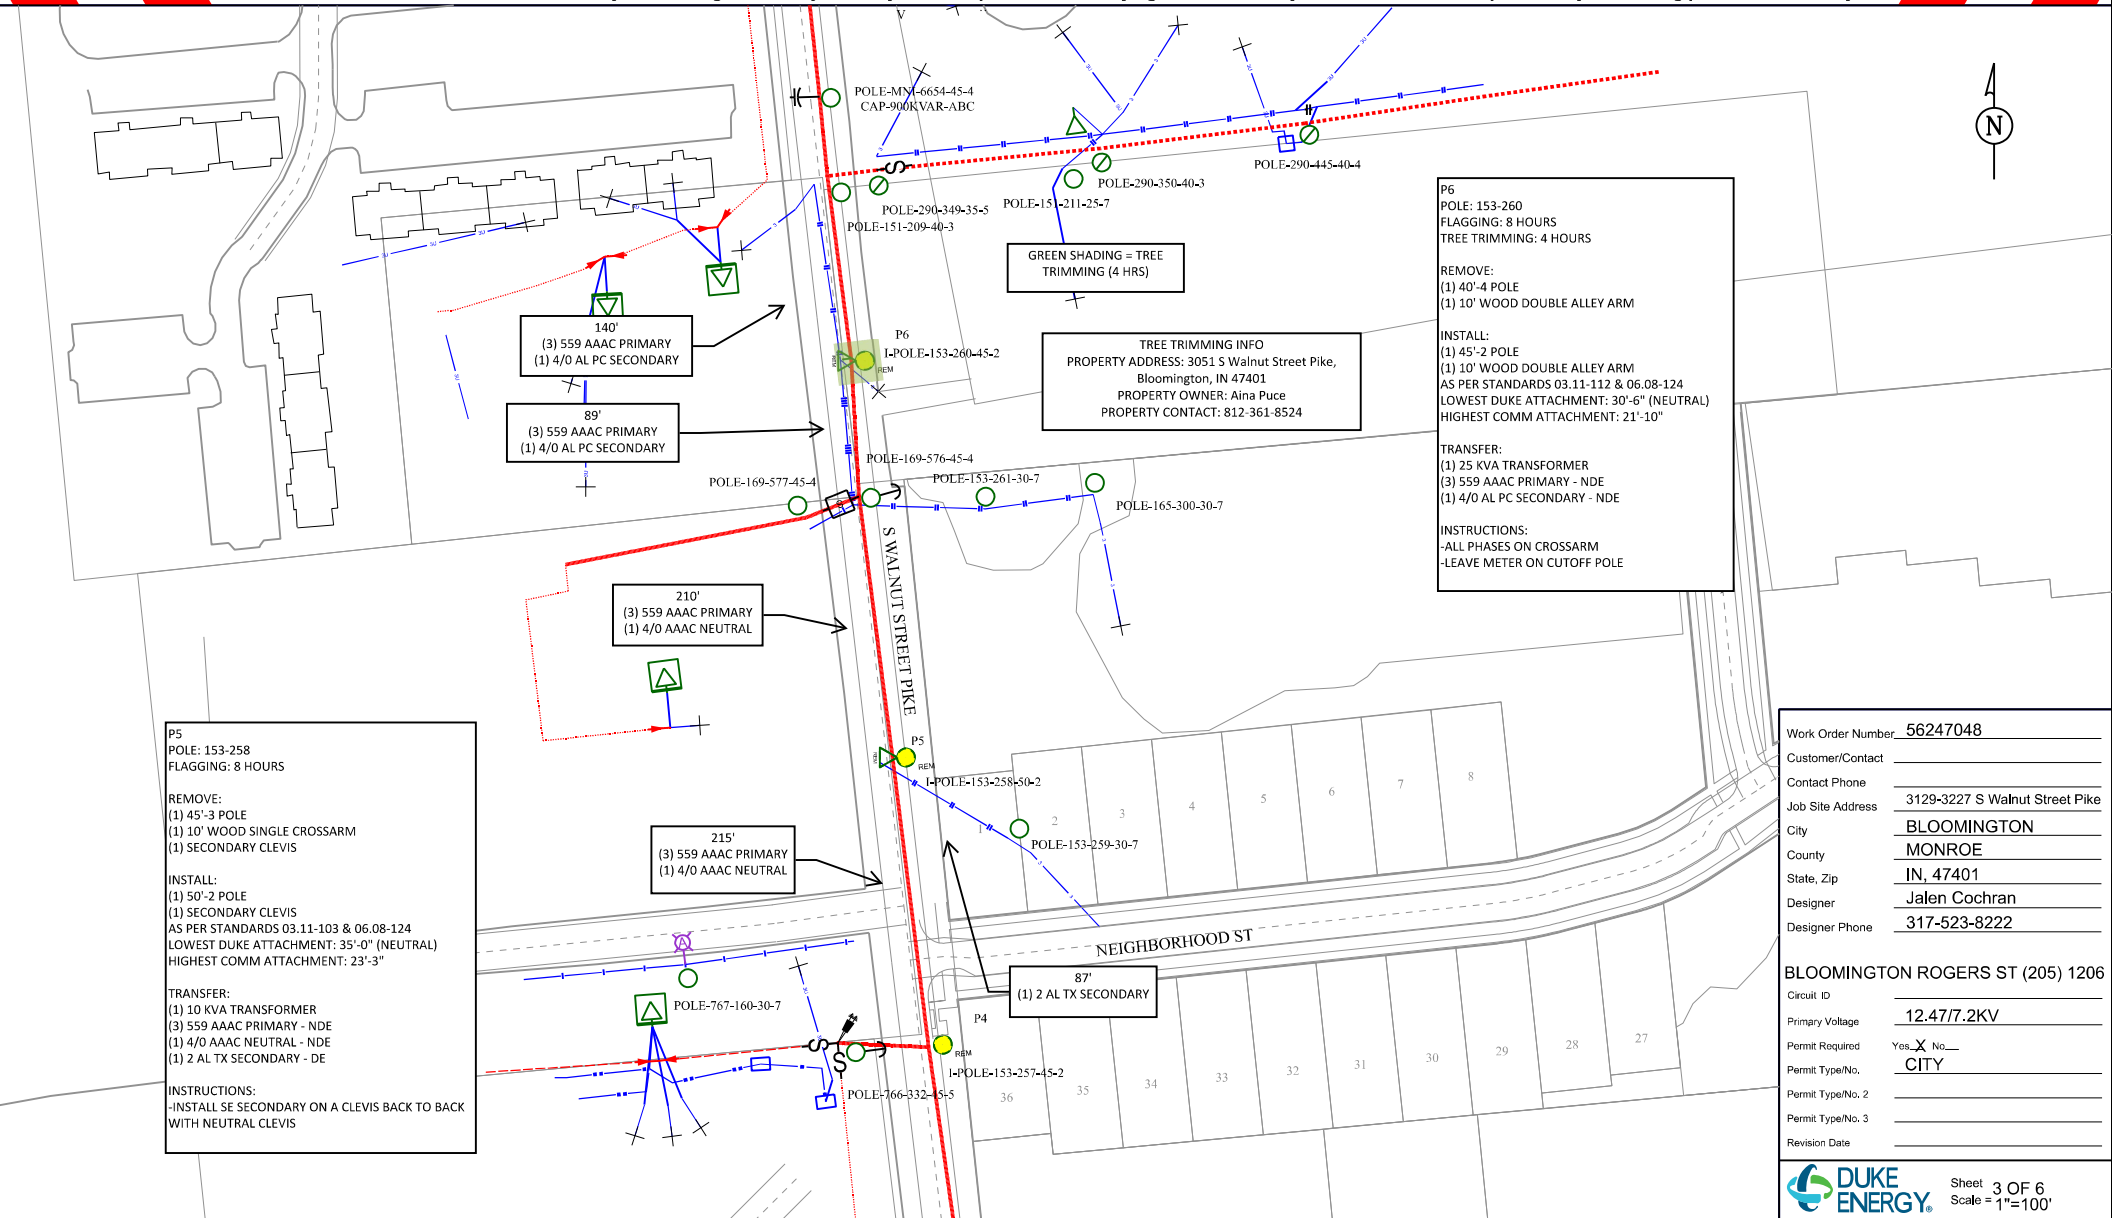 V
POLE-MNT-6654-45-4
CAP-900KVAR-ABC
POLE-290-445-40-4
POLE-290-350-40-3
POLE-151-211-25-7
POLE-290-349-35-5
POLE-151-209-40-3
N
GREEN SHADING = TREE
TRIMMING (4 HRS)
140'
(3) 559 AAAC PRIMARY
(1) 4/0 AL PC SECONDARY
P6
I-POLE-153-260-45-2
REM
REM
TREE TRIMMING INFO
PROPERTY ADDRESS: 3051 S Walnut Street Pike,
Bloomington, IN 47401
PROPERTY OWNER: Aina Puce
PROPERTY CONTACT: 812-361-8524
89'
(3) 559 AAAC PRIMARY
(1) 4/0 AL PC SECONDARY
P6
POLE: 153-260
FLAGGING: 8 HOURS
TREE TRIMMING: 4 HOURS
REMOVE:
(1) 40'-4 POLE
(1) 10' WOOD DOUBLE ALLEY ARM
INSTALL:
(1) 45'-2 POLE
(1) 10' WOOD DOUBLE ALLEY ARM
AS PER STANDARDS 03.11-112 & 06.08-124
LOWEST DUKE ATTACHMENT: 30'-6" (NEUTRAL)
HIGHEST COMM ATTACHMENT: 21'-10"
TRANSFER:
(1) 25 KVA TRANSFORMER
(3) 559 AAAC PRIMARY - NDE
(1) 4/0 AL PC SECONDARY - NDE
INSTRUCTIONS:
-ALL PHASES ON CROSSARM
-LEAVE METER ON CUTOFF POLE
POLE-169-576-45-4
POLE-169-577-45-4
POLE-153-261-30-7
POLE-165-300-30-7
S WALNUT STREET PIKE
210'
(3) 559 AAAC PRIMARY
(1) 4/0 AAAC NEUTRAL
P5
REM
REM
I-POLE-153-258-50-2
POLE-153-259-30-7
1
2
3
4
5
6
7
8
215'
(3) 559 AAAC PRIMARY
(1) 4/0 AAAC NEUTRAL
P5
POLE: 153-258
FLAGGING: 8 HOURS
REMOVE:
(1) 45'-3 POLE
(1) 10' WOOD SINGLE CROSSARM
(1) SECONDARY CLEVIS
INSTALL:
(1) 50'-2 POLE
(1) SECONDARY CLEVIS
AS PER STANDARDS 03.11-103 & 06.08-124
LOWEST DUKE ATTACHMENT: 35'-0" (NEUTRAL)
HIGHEST COMM ATTACHMENT: 23'-3"
TRANSFER:
(1) 10 KVA TRANSFORMER
(3) 559 AAAC PRIMARY - NDE
(1) 4/0 AAAC NEUTRAL - NDE
(1) 2 AL TX SECONDARY - DE
INSTRUCTIONS:
-INSTALL SE SECONDARY ON A CLEVIS BACK TO BACK
WITH NEUTRAL CLEVIS
NEIGHBORHOOD ST
A
POLE-767-160-30-7
87'
(1) 2 AL TX SECONDARY
P4
REM
I-POLE-153-257-45-2
POLE-766-332-45-5
36
35
34
33
32
31
30
29
28
27
Work Order Number 56247048
Customer/Contact
Contact Phone
Job Site Address 3129-3227 S Walnut Street Pike
City BLOOMINGTON
County MONROE
State, Zip IN, 47401
Designer Jalen Cochran
Designer Phone 317-523-8222
BLOOMINGTON ROGERS ST (205) 1206
Circuit ID
Primary Voltage 12.47/7.2KV
Permit Required Yes X No
Permit Type/No. CITY
Permit Type/No. 2
Permit Type/No. 3
Revision Date
DUKE
ENERGY®
Sheet 3 OF 6
Scale = 1"=100'